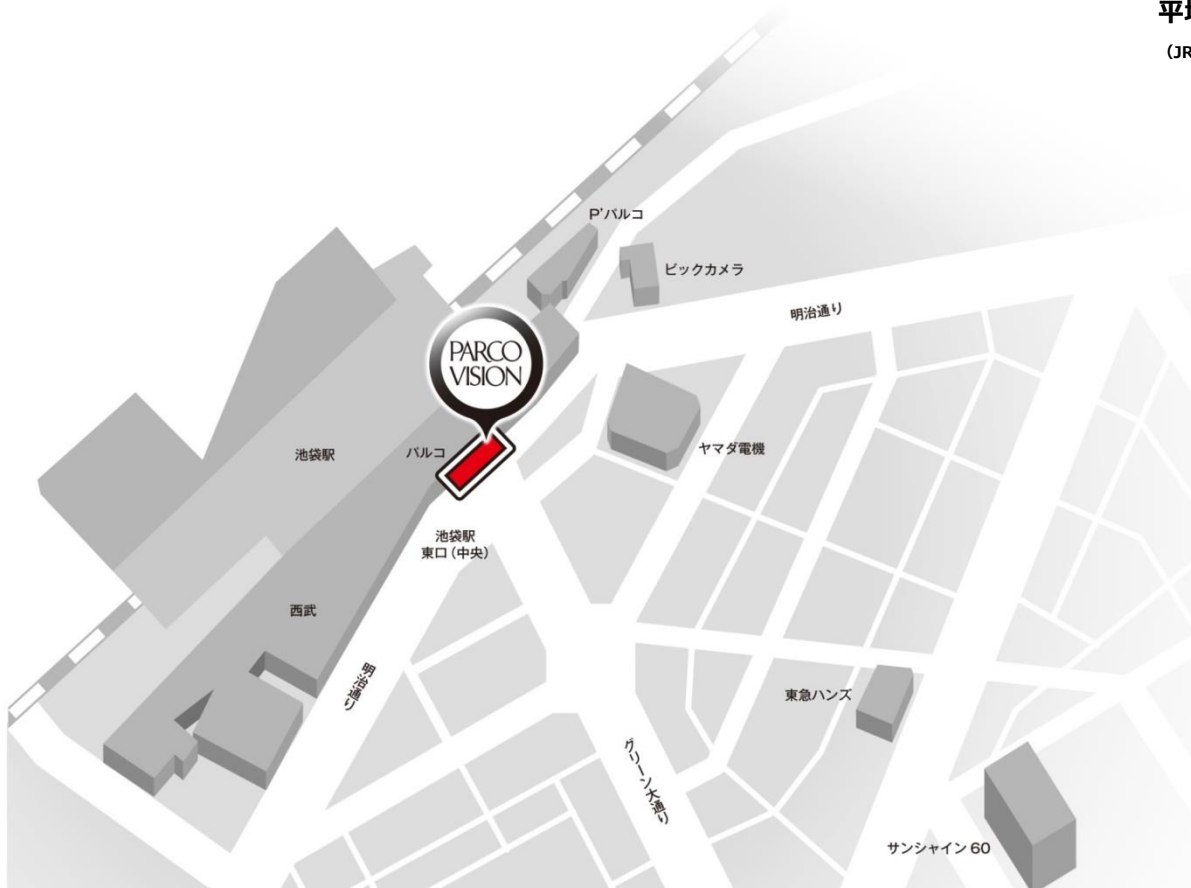 平
（JR
P'パルコ
ビックカメラ
明治通り
PARCO
VISION
ヤマダ電機
池袋駅
パルコ
池袋駅
東口（中央）
西武
明治通り
東急ハンズ
グリーン大通り
サンシャイン60